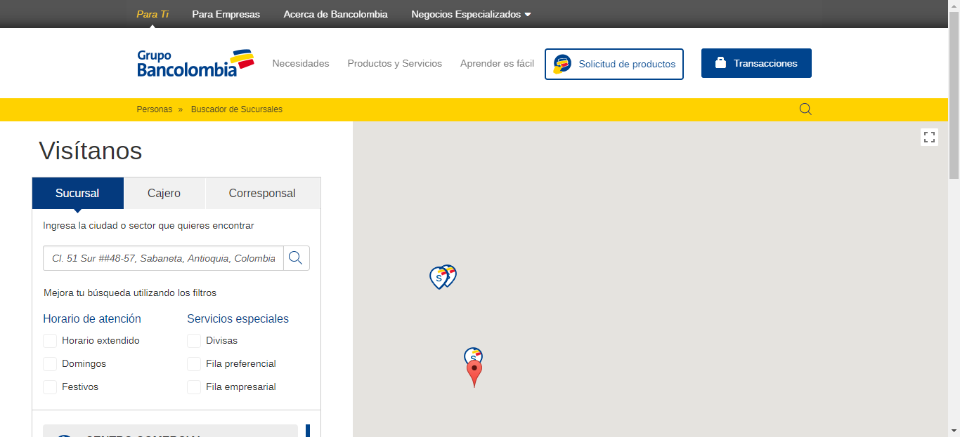 Para Ti Para Empresas Acerca de Bancolombia Negocios Especializados
Grupo
Bancolombia
Necesidades Productos y Servicios Aprender es fácil Solicitud de productos Transacciones
Personas » Buscador de Sucursales
Visítanos
Sucursal Cajero Corresponsal
Ingresa la ciudad o sector que quieres encontrar
Cl. 51 Sur ##48-57, Sabaneta, Antioquia, Colombia
Mejora tu búsqueda utilizando los filtros
Horario de atención Servicios especiales
Horario extendido Divisas
Domingos Fila preferencial
Festivos Fila empresarial
S
S
CENTRO COMERCIAL